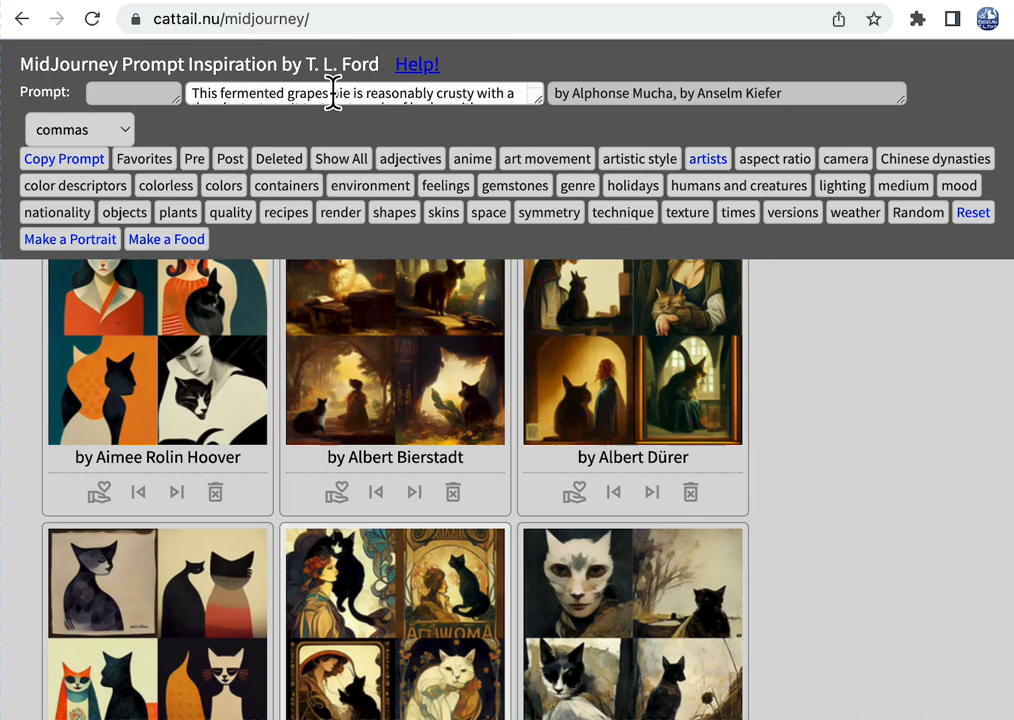 cattail.nu/midjourney/
MidJourney Prompt Inspiration by T. L. Ford Help!
Prompt:
This fermented grapes pie is reasonably crusty with a
by Alphonse Mucha, by Anselm Kiefer
commas
Copy Prompt Favorites Pre Post Deleted Show All adjectives anime art movement artistic style artists aspect ratio camera Chinese dynasties
color descriptors colorless colors containers environment feelings gemstones genre holidays humans and creatures lighting medium mood
nationality objects plants quality recipes render shapes skins space symmetry technique texture times versions weather Random Reset
Make a Portrait Make a Food
by Aimee Rolin Hoover by Albert Bierstadt by Albert Dürer